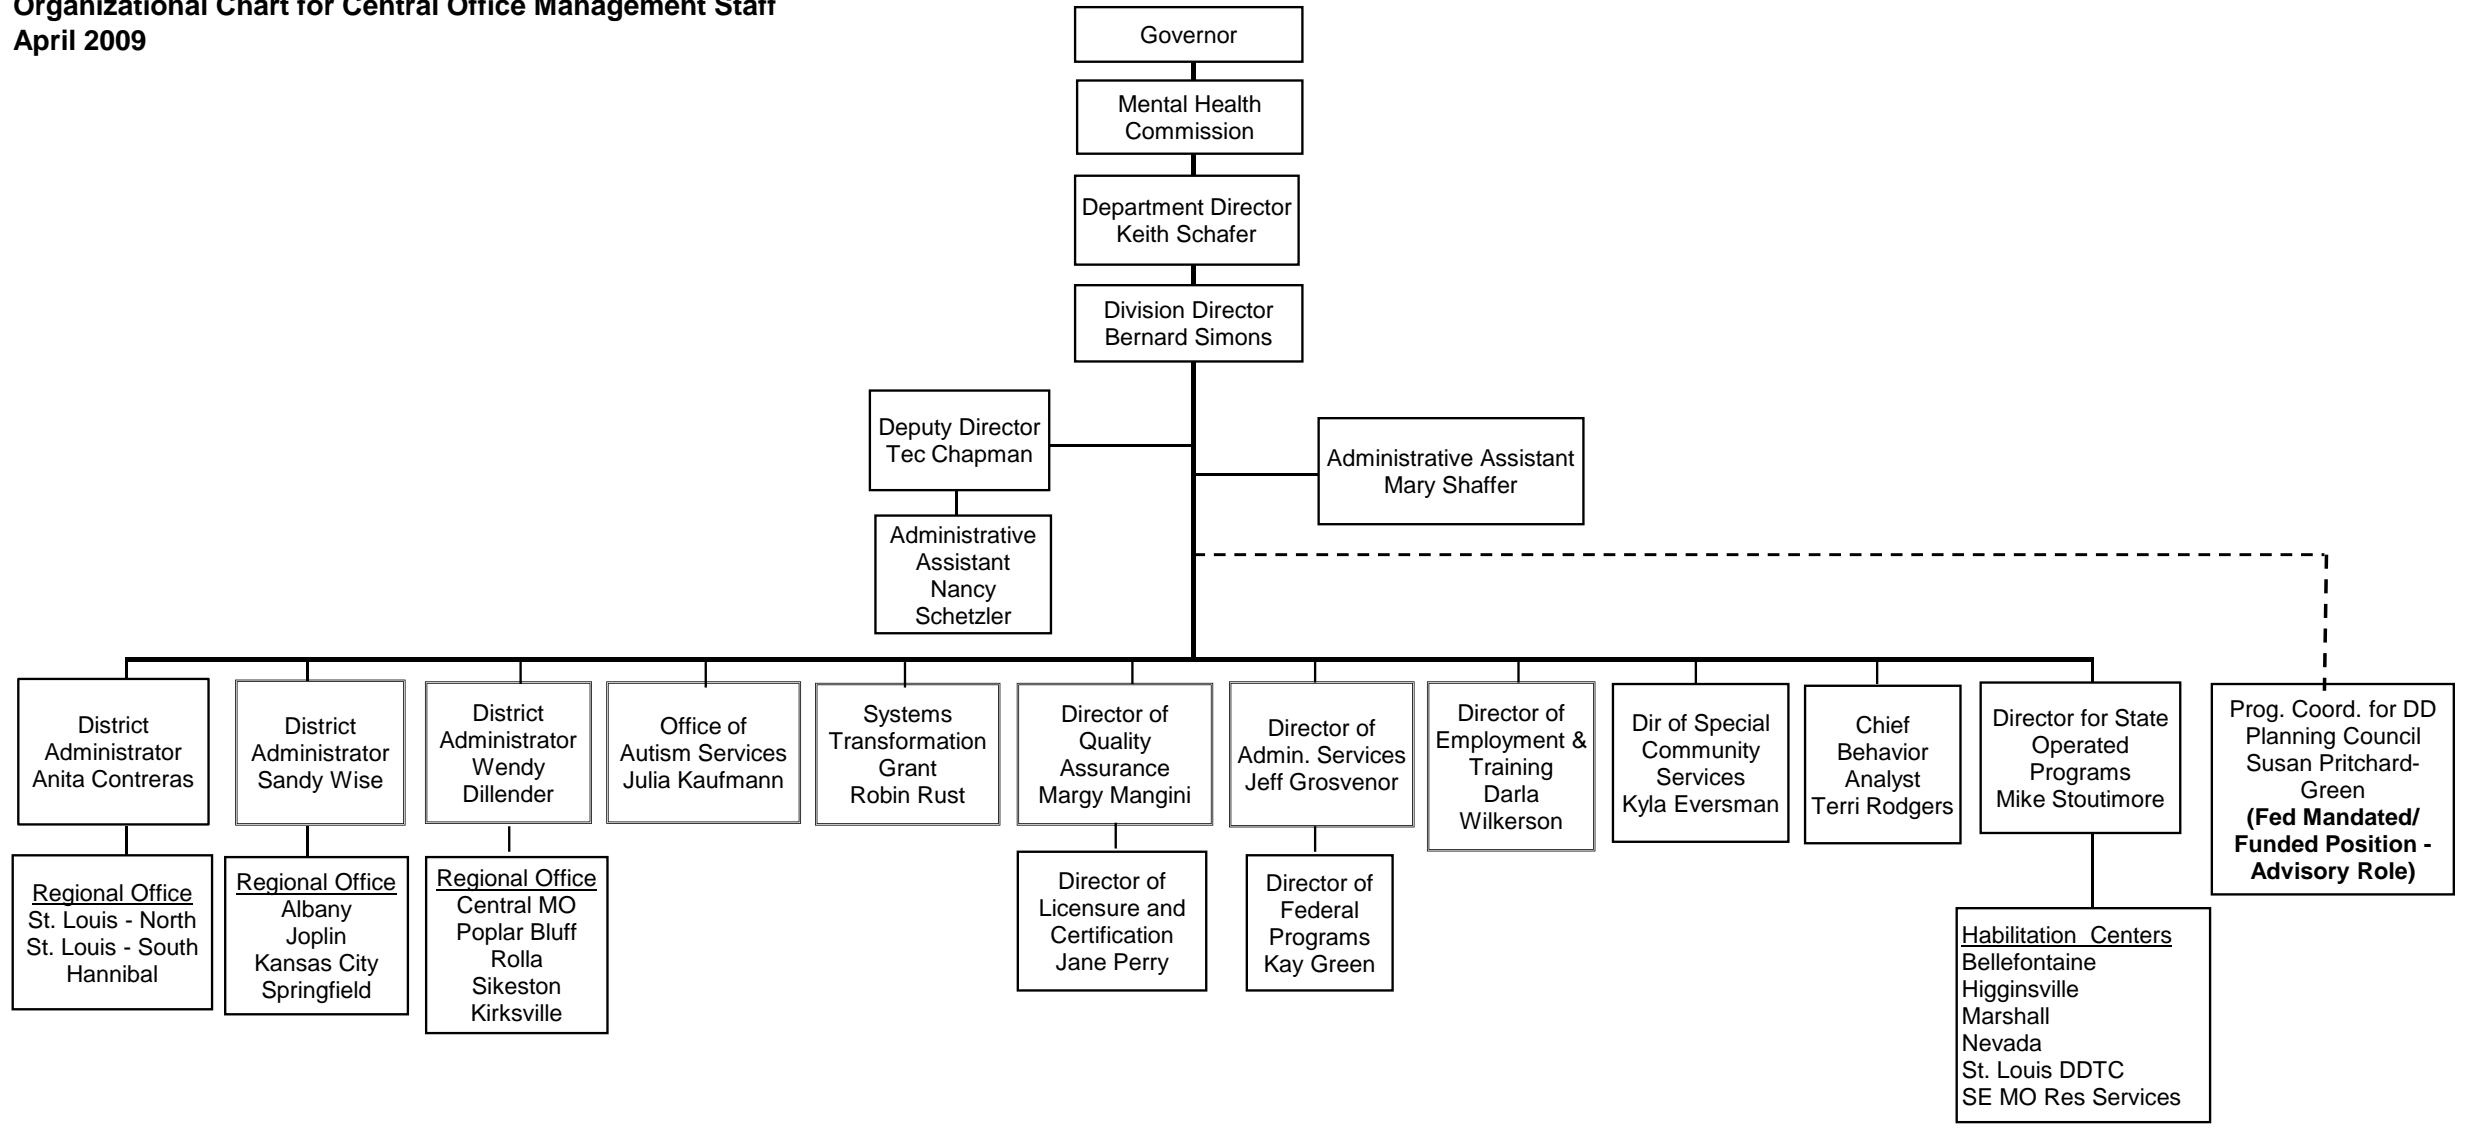 Organizational Chart for Central Office Management Staff
April 2009
Governor
Mental Health
Commission
Department Director
Keith Schafer
Division Director
Bernard Simons
Deputy Director
Tec Chapman
Administrative Assistant
Mary Shaffer
Administrative
Assistant
Nancy
Schetzler
District
Administrator
Anita Contreras
District
Administrator
Sandy Wise
District
Administrator
Wendy
Dillender
Office of
Autism Services
Julia Kaufmann
Systems
Transformation
Grant
Robin Rust
Director of
Quality
Assurance
Margy Mangini
Director of
Admin. Services
Jeff Grosvenor
Director of
Employment &
Training
Darla
Wilkerson
Dir of Special
Community
Services
Kyla Eversman
Chief
Behavior
Analyst
Terri Rodgers
Director for State
Operated
Programs
Mike Stoutimore
Prog. Coord. for DD
Planning Council
Susan Pritchard-
Green
(Fed Mandated/
Funded Position -
Advisory Role)
Regional Office
St. Louis - North
St. Louis - South
Hannibal
Regional Office
Albany
Joplin
Kansas City
Springfield
Regional Office
Central MO
Poplar Bluff
Rolla
Sikeston
Kirksville
Director of
Licensure and
Certification
Jane Perry
Director of
Federal
Programs
Kay Green
Habilitation  Centers
Bellefontaine
Higginsville
Marshall
Nevada
St. Louis DDTC
SE MO Res Services